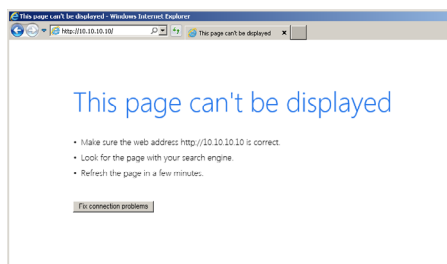 This page can't be displayed - Windows Internet Explorer
http://10.10.10.10/
This page can't be displayed
This page can't be displayed
• Make sure the web address http://10.10.10.10 is correct.
• Look for the page with your search engine.
• Refresh the page in a few minutes.
Fix connection problems